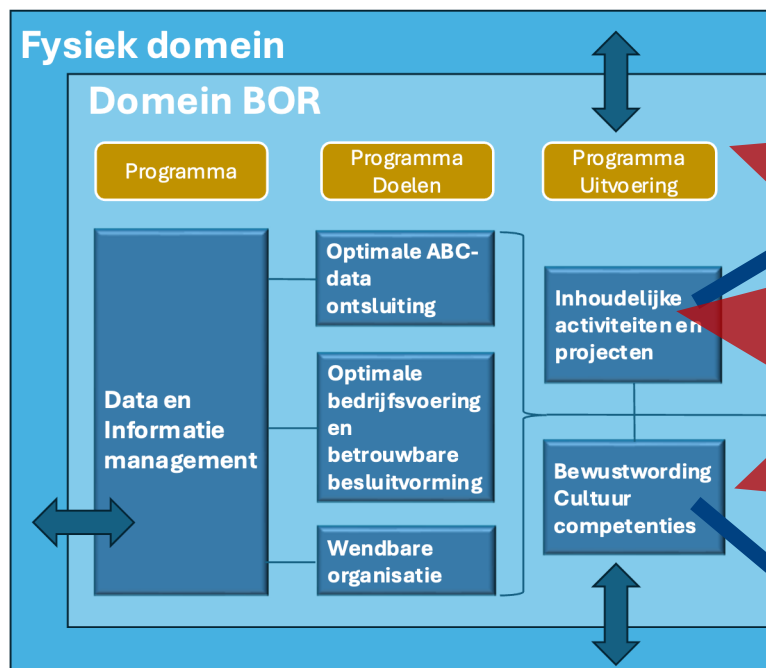 Fysiek domein
Domein BOR
Programma
Programma
Doelen
Programma
Uitvoering
Data en
Informatie
management
Optimale ABC-
data
ontsluiting
Optimale
bedrijfsvoering
en
betrouwbare
besluitvorming
Wendbare
organisatie
Inhoudelijke
activiteiten en
projecten
Bewustwording
Cultuur
competenties